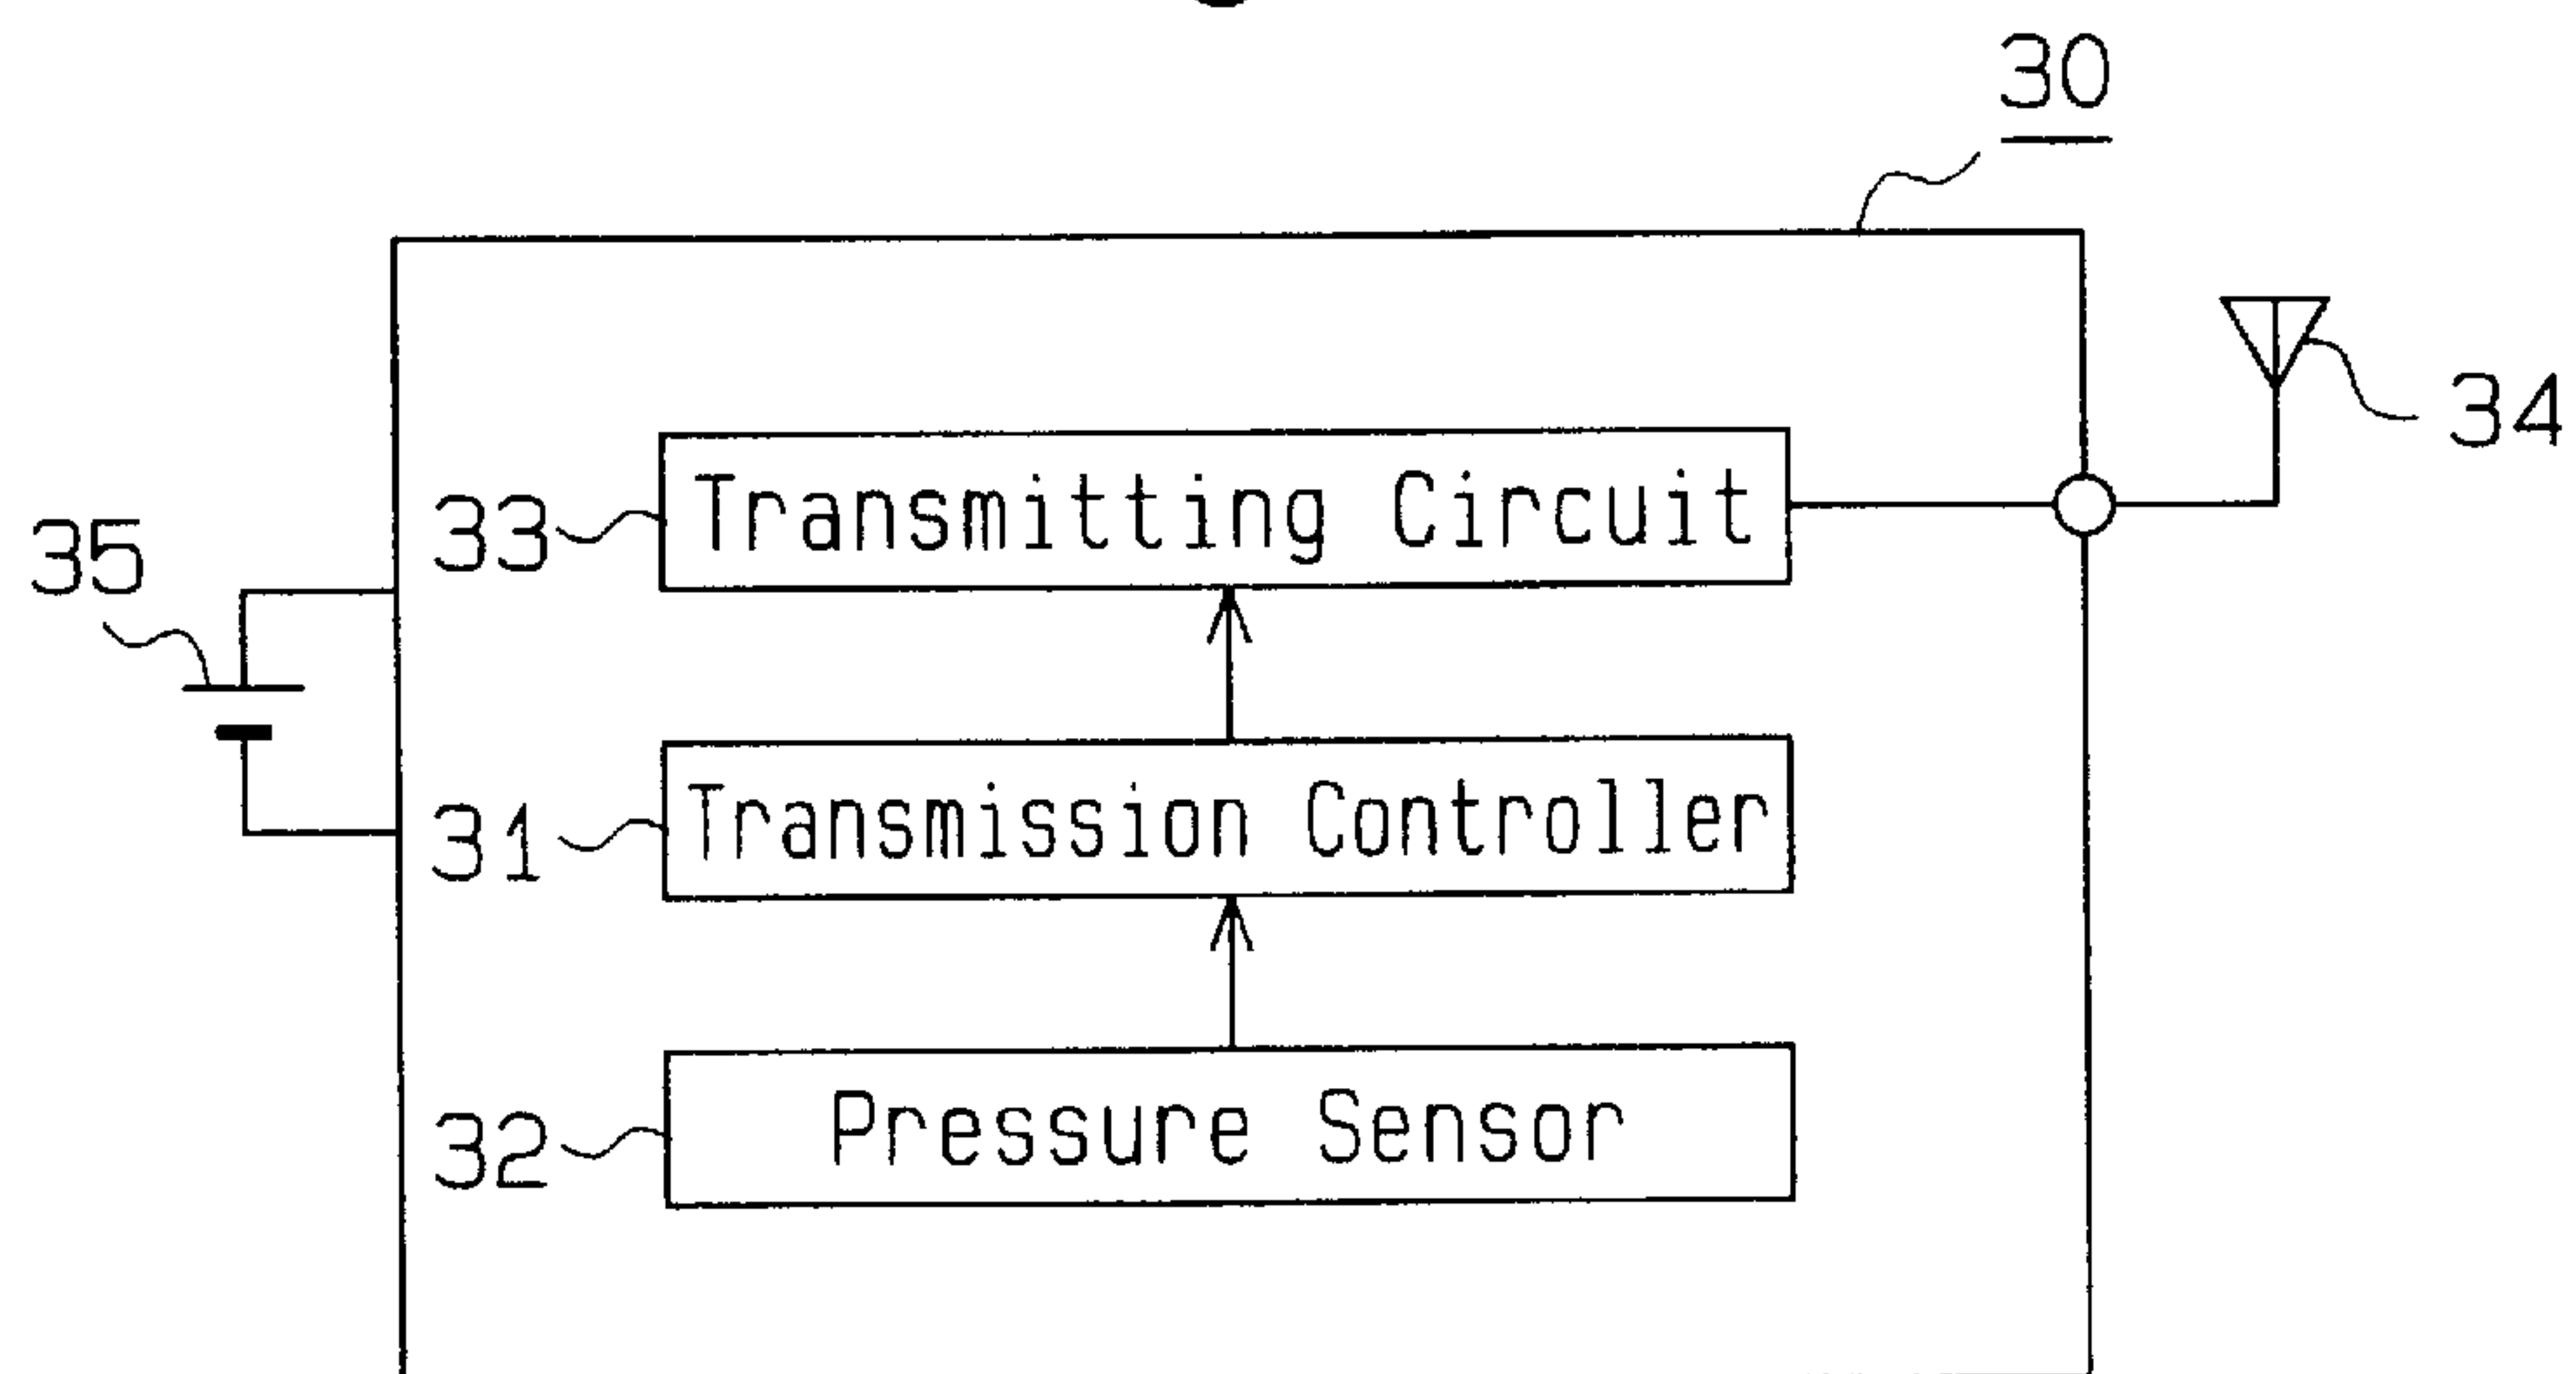 30
34
33 Transmitting Circuit
35
31 Transmission Controller
32 Pressure Sensor